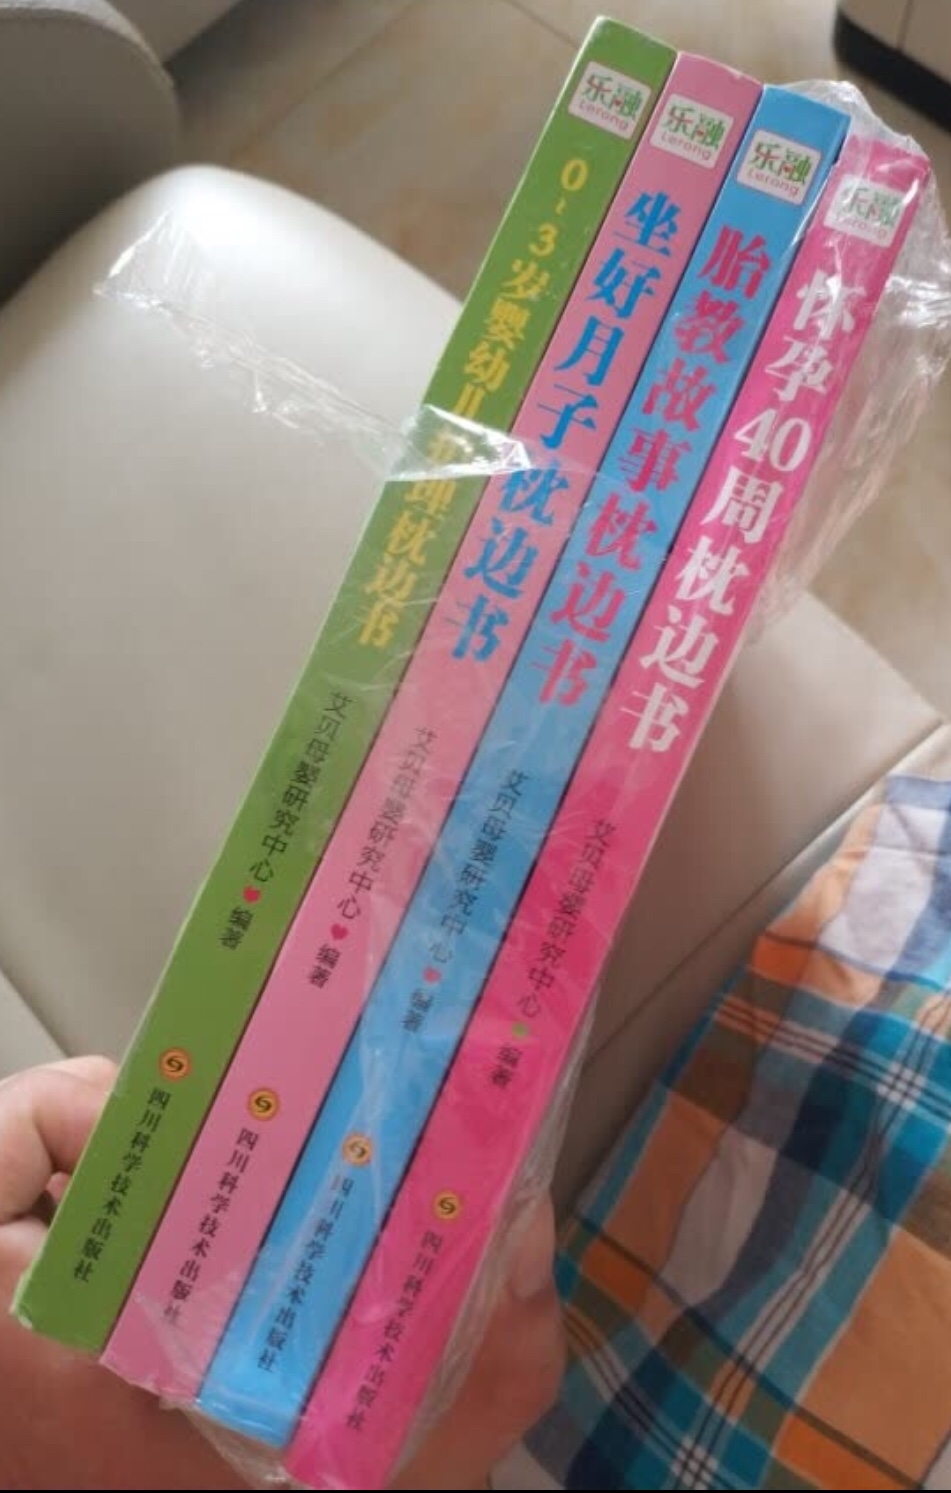 乐融
Lerong
0~3岁婴幼儿护理枕边书
艾贝母婴研究中心 编著
四川科学技术出版社
乐融
Lerong
坐好月子枕边书
艾贝母婴研究中心 编著
四川科学技术出版社
乐融
Lerong
胎教故事枕边书
艾贝母婴研究中心 编著
四川科学技术出版社
乐融
Lerong
怀孕40周枕边书
艾贝母婴研究中心 编著
四川科学技术出版社